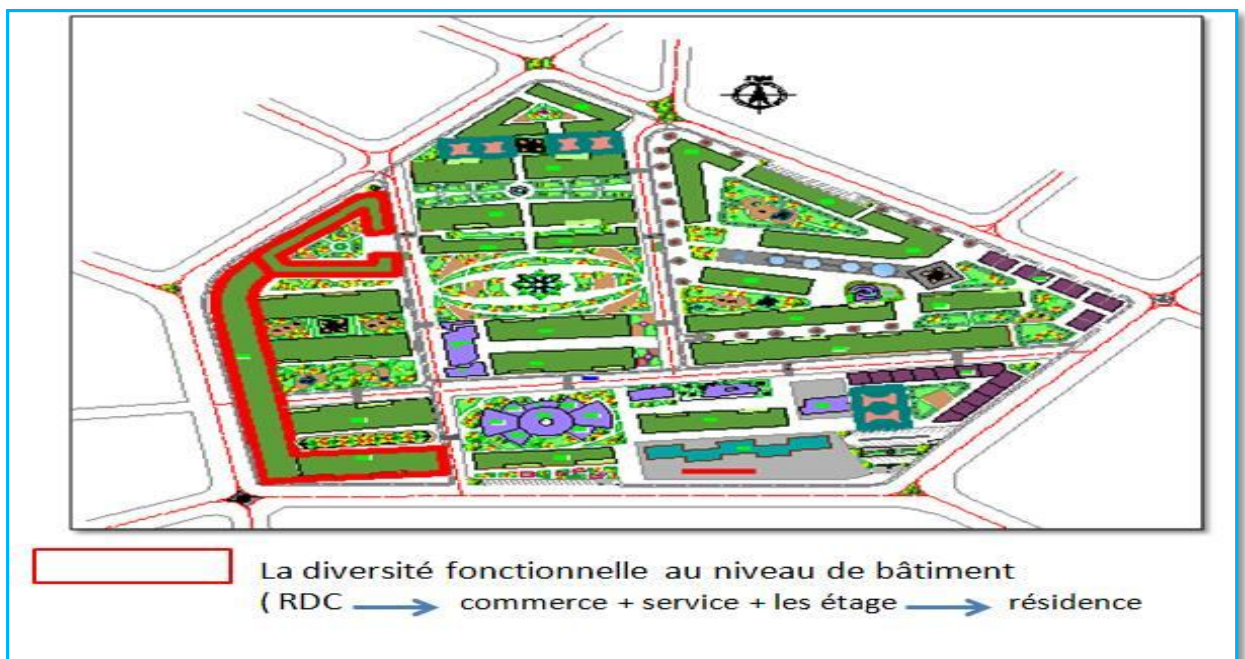 La diversité fonctionnelle au niveau de bâtiment
( RDC → commerce + service + les étage → résidence